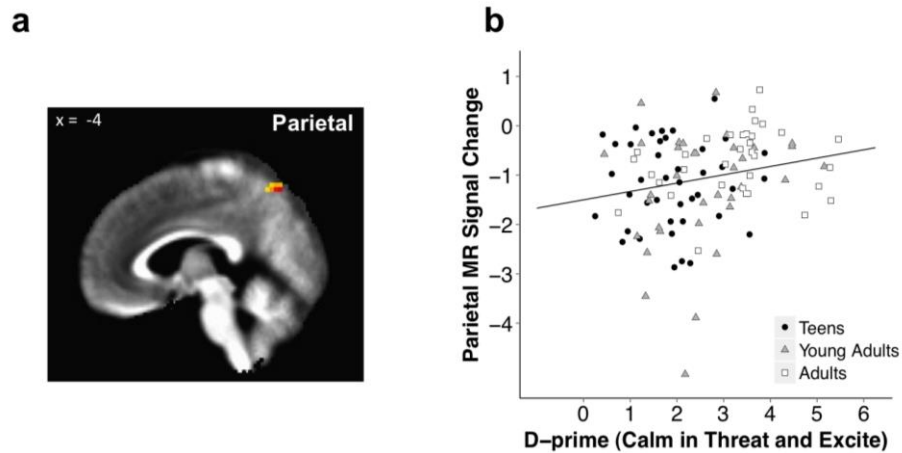 a
b
x = -4
Parietal
Parietal MR Signal Change
1
0
−1
−2
−3
−4
Teens
Young Adults
Adults
0 1 2 3 4 5 6
D−prime (Calm in Threat and Excite)